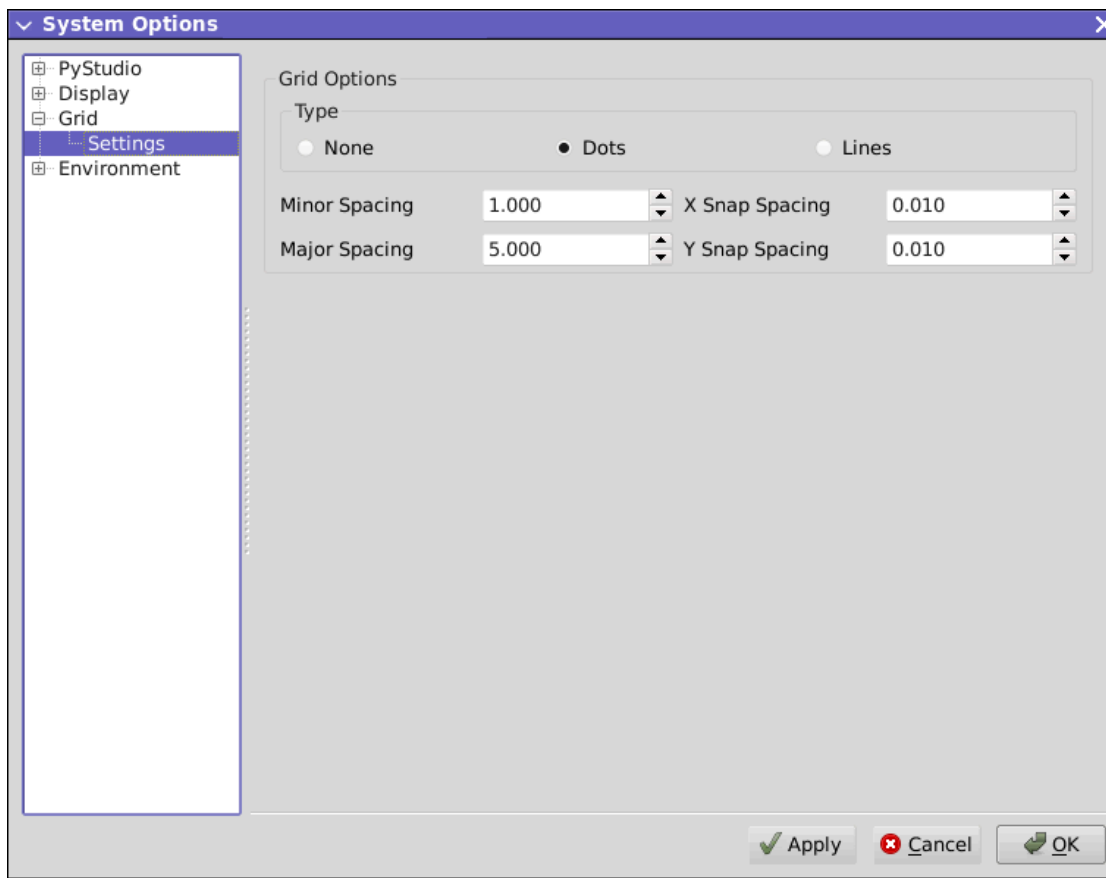 System Options
PyStudio
Display
Grid
Settings
Environment
Grid Options
Type
None Dots Lines
Minor Spacing 1.000 X Snap Spacing 0.010
Major Spacing 5.000 Y Snap Spacing 0.010
Apply Cancel OK